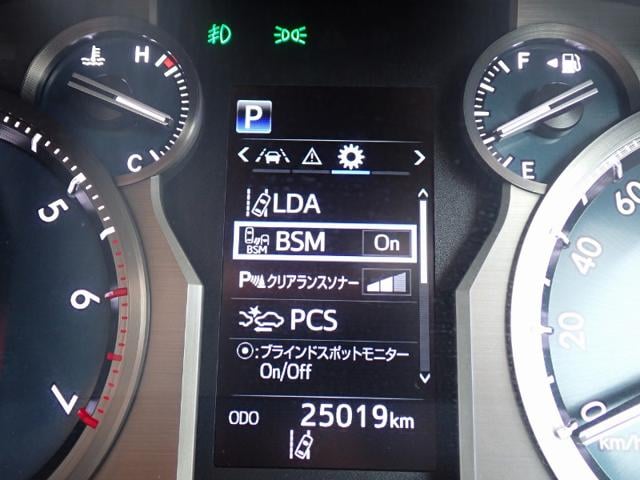 H
C
F
E
P
LDA
BSM
BSM On
Pクリアランスソナー
PCS
⦿:ブラインドスポットモニター
On/Off
ODO 25019km
5
6
7
60
40
20
0
km/h